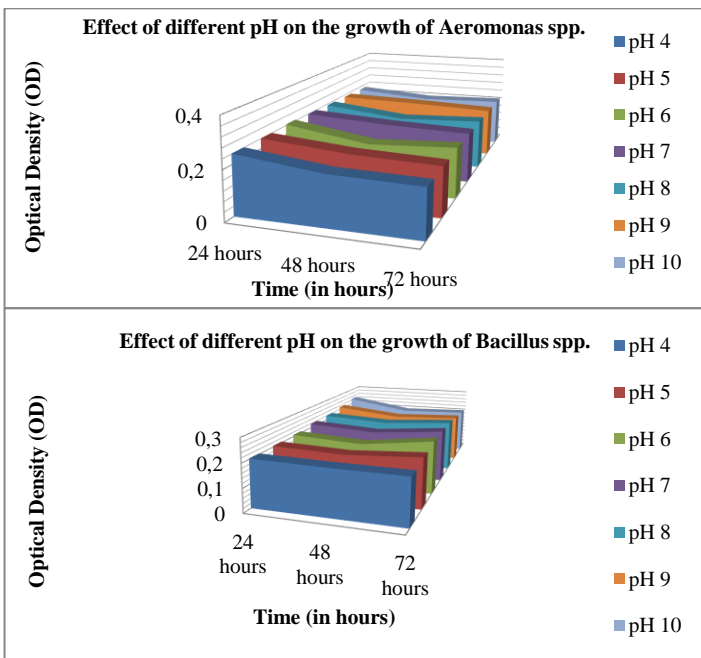 Effect of different pH on the growth of Aeromonas spp.
Optical Density (OD)
0,4
0,2
0
24 hours
48 hours
72 hours
Time (in hours)
pH 4
pH 5
pH 6
pH 7
pH 8
pH 9
pH 10
Effect of different pH on the growth of Bacillus spp.
Optical Density (OD)
0,3
0,2
0,1
0
24
hours
48
hours
72
hours
Time (in hours)
pH 4
pH 5
pH 6
pH 7
pH 8
pH 9
pH 10